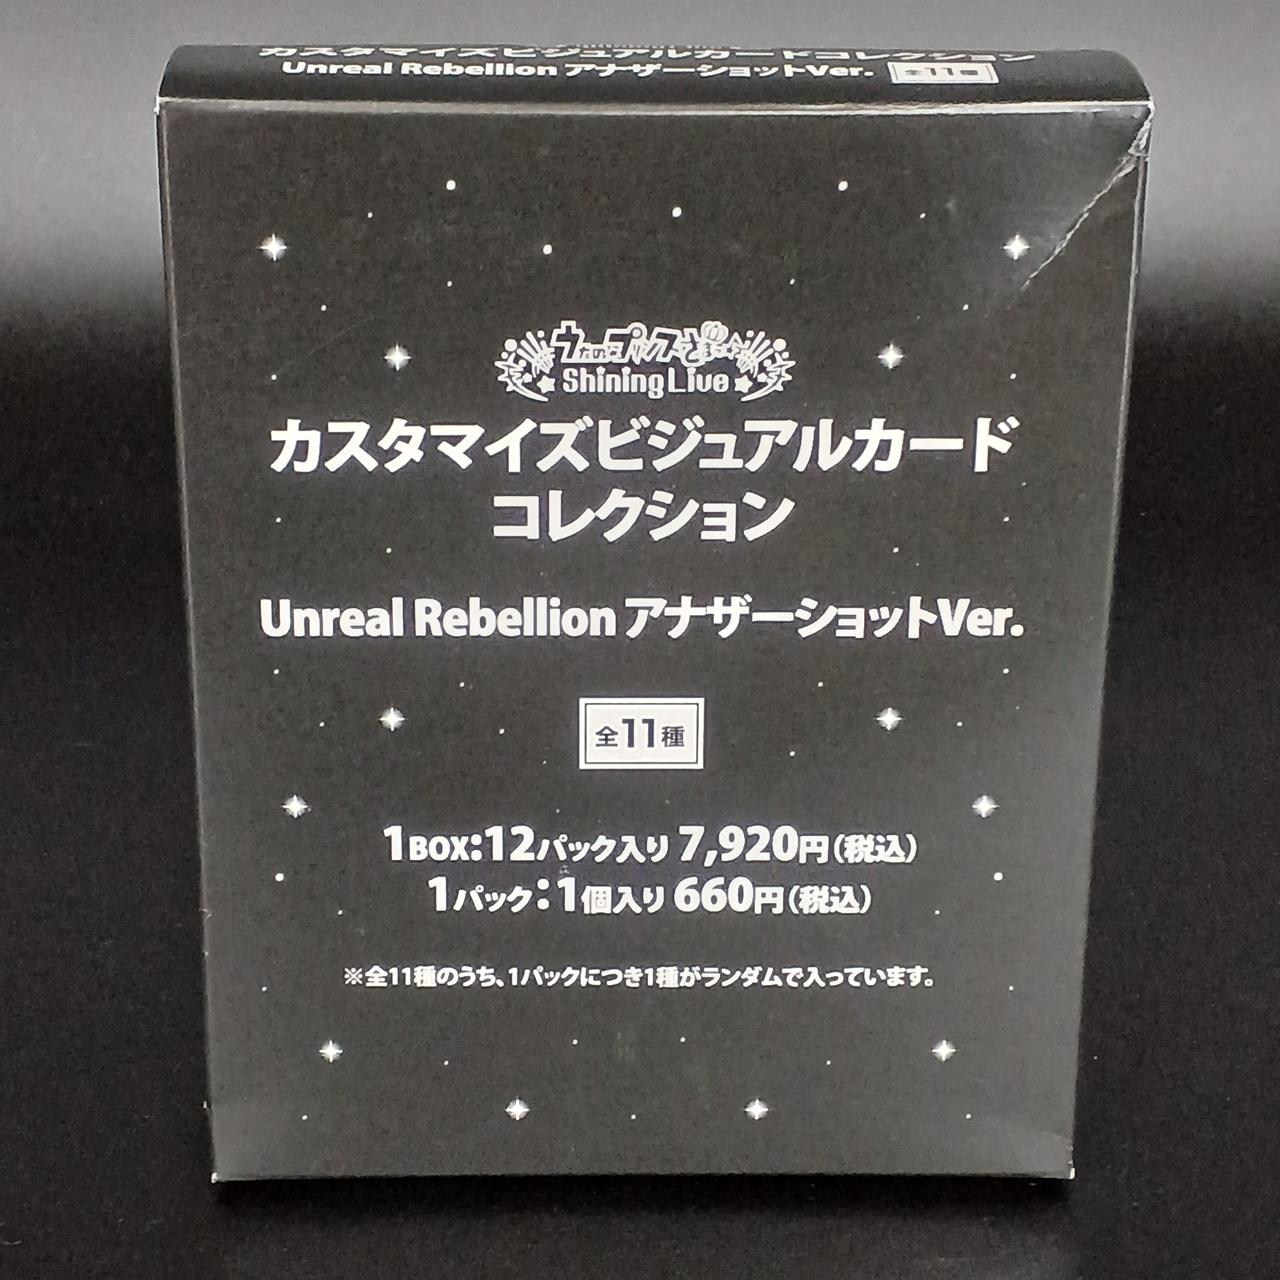 カスタマイズビジュアルカードコレクション
Unreal Rebellion アナザーショットVer. 全11種
うたの☆プリンスさまっ♪
Shining Live
カスタマイズビジュアルカード
コレクション
Unreal Rebellion アナザーショットVer.
全11種
1BOX:12パック入り 7,920円(税込)
1パック:1個入り 660円(税込)
※全11種のうち、1パックにつき1種がランダムで入っています。